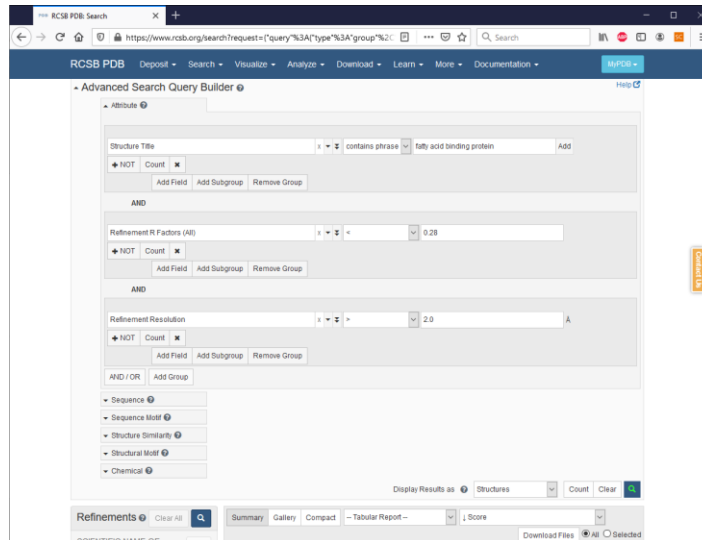 RCSB PDB: Search
https://www.rcsb.org/search?request={"query"%3A{"type"%3A"group"%2C
Search
RCSB PDB Deposit Search Visualize Analyze Download Learn More Documentation MyPDB
Advanced Search Query Builder Help
Attribute
Structure Title x contains phrase fatty acid binding protein Add
+ NOT Count ✖
Add Field Add Subgroup Remove Group
AND
Refinement R Factors (All) x < 0.28
+ NOT Count ✖
Add Field Add Subgroup Remove Group
AND
Refinement Resolution x > 2.0 Å
+ NOT Count ✖
Add Field Add Subgroup Remove Group
AND / OR Add Group
Sequence
Sequence Motif
Structure Similarity
Structural Motif
Chemical
Contact Us
Display Results as Structures Count Clear
Refinements Clear All Summary Gallery Compact -- Tabular Report -- ↓ Score
Download Files All Selected
SCIENTIFIC NAME OF